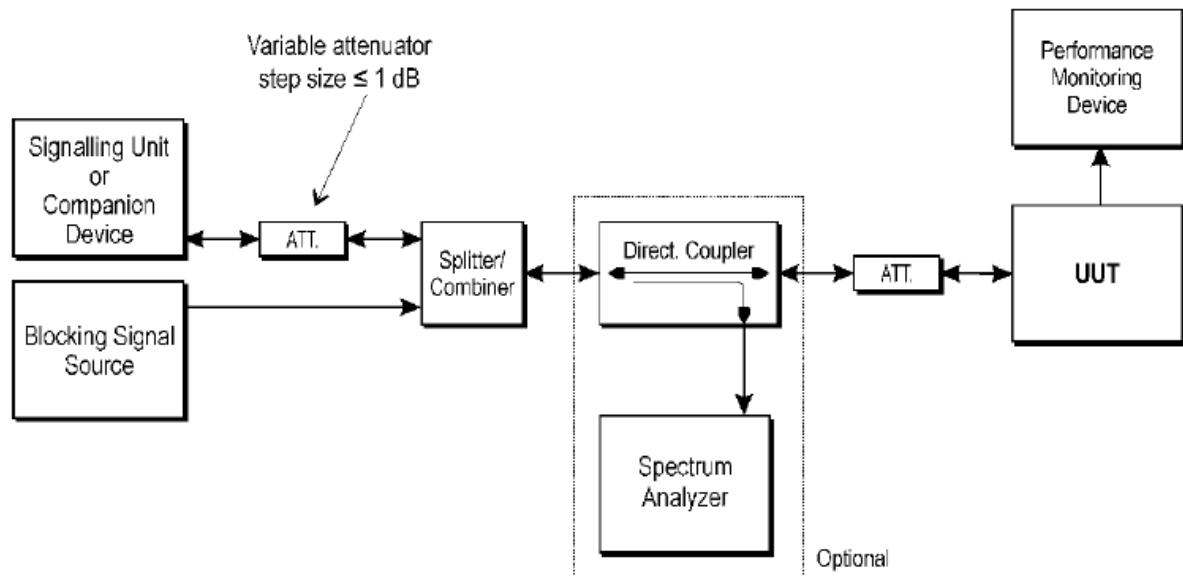 Variable attenuator
step size ≤ 1 dB
Performance
Monitoring
Device
Signalling Unit
or
Companion
Device
ATT.
Splitter/
Combiner
Direct. Coupler
ATT.
UUT
Blocking Signal
Source
Spectrum
Analyzer
Optional